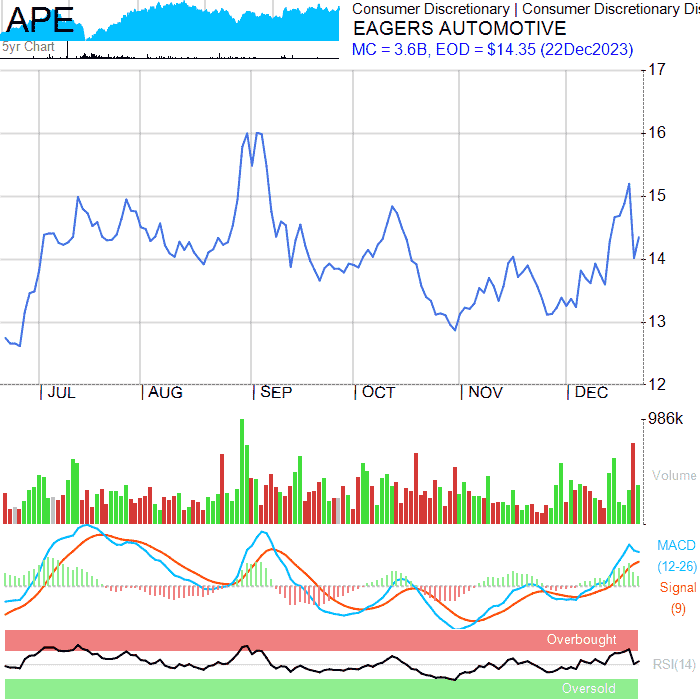 APE
5yr Chart
Consumer Discretionary | Consumer Discretionary Dis
EAGERS AUTOMOTIVE
MC = 3.6B, EOD = $14.35 (22Dec2023)
17
16
15
14
13
12
JUL AUG SEP OCT NOV DEC
986k
Volume
MACD
(12-26)
Signal
(9)
Overbought
RSI(14)
Oversold